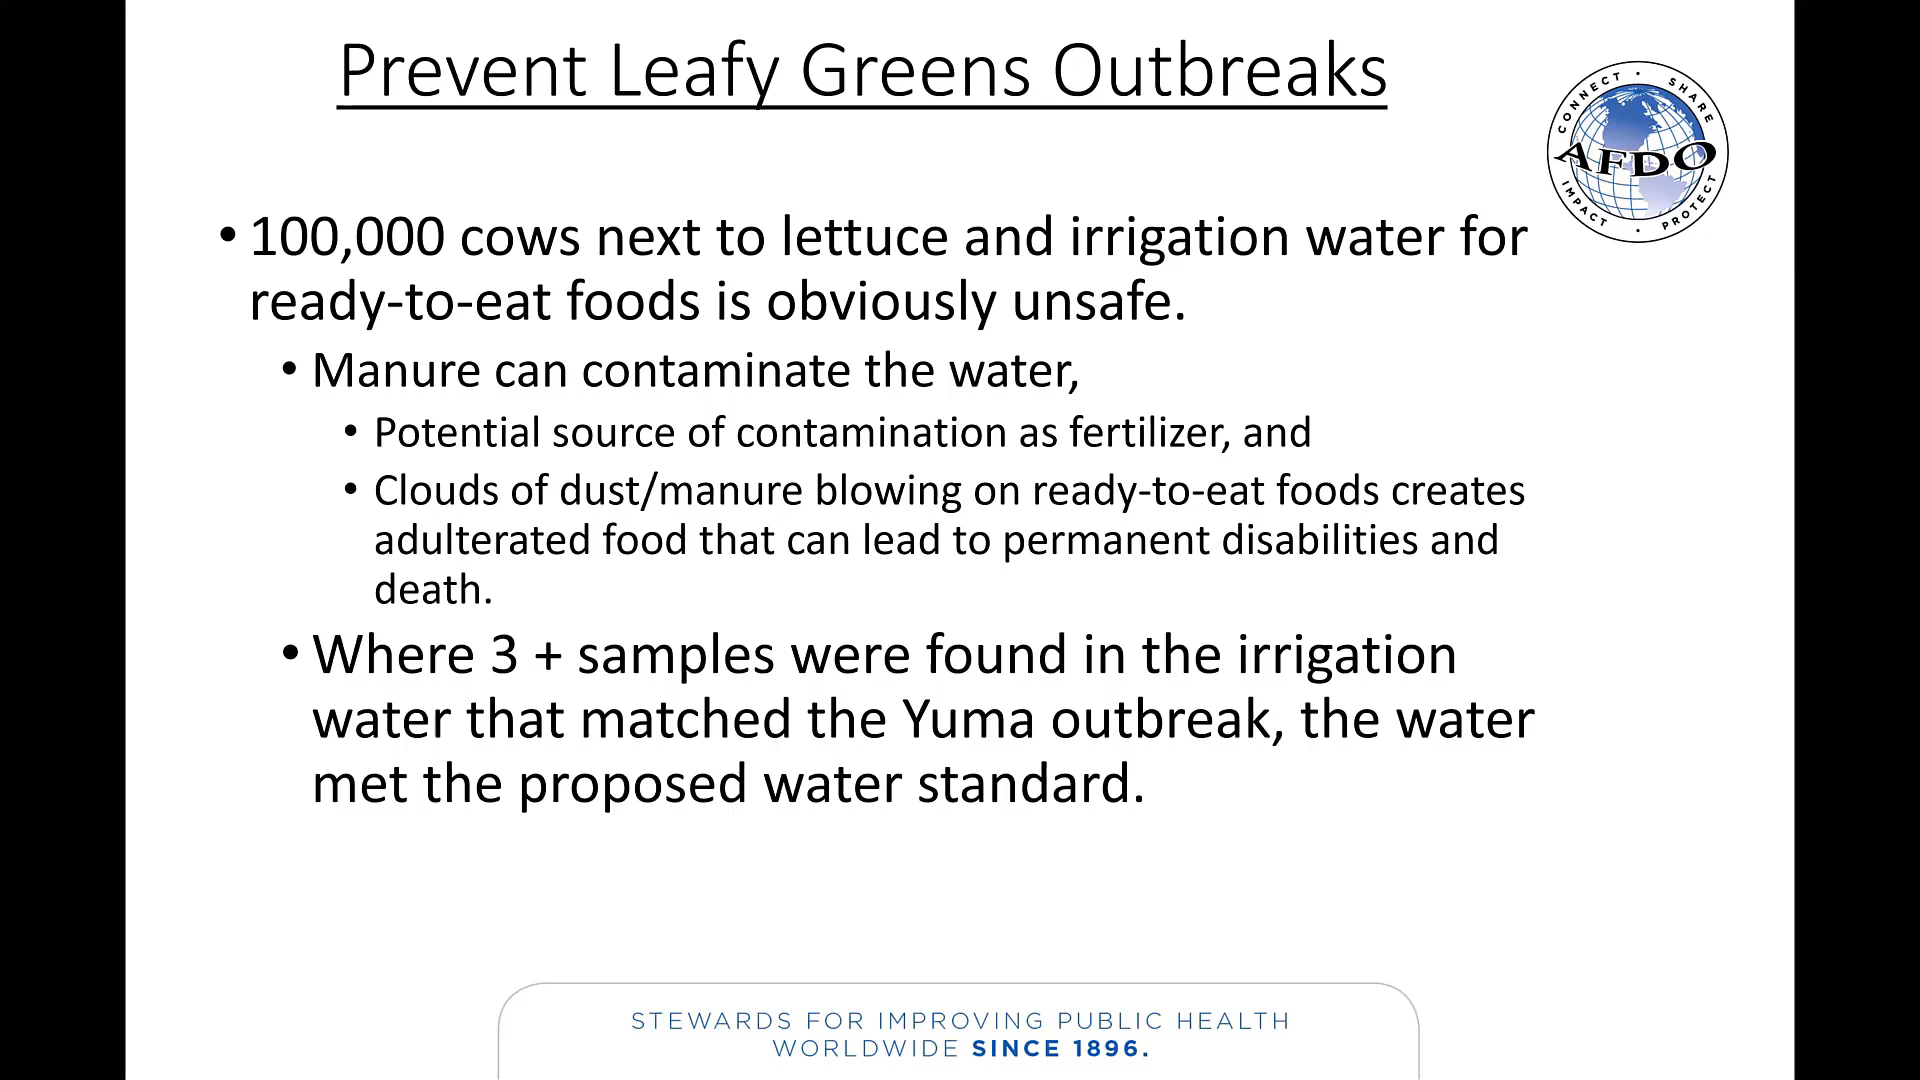 Prevent Leafy Greens Outbreaks
CONNECT • SHARE
AFDO
IMPACT • PROTECT
• 100,000 cows next to lettuce and irrigation water for
ready-to-eat foods is obviously unsafe.
• Manure can contaminate the water,
• Potential source of contamination as fertilizer, and
• Clouds of dust/manure blowing on ready-to-eat foods creates
adulterated food that can lead to permanent disabilities and
death.
• Where 3 + samples were found in the irrigation
water that matched the Yuma outbreak, the water
met the proposed water standard.
STEWARDS FOR IMPROVING PUBLIC HEALTH
WORLDWIDE SINCE 1896.